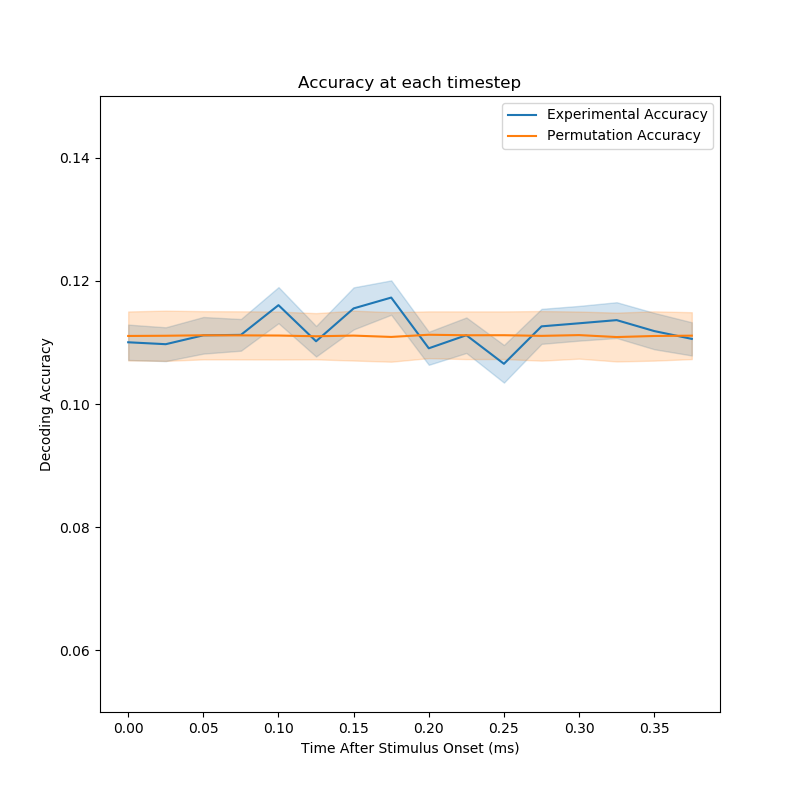 Accuracy at each timestep
Experimental Accuracy
Permutation Accuracy
0.14
0.12
0.10
0.08
0.06
Decoding Accuracy
0.00 0.05 0.10 0.15 0.20 0.25 0.30 0.35
Time After Stimulus Onset (ms)